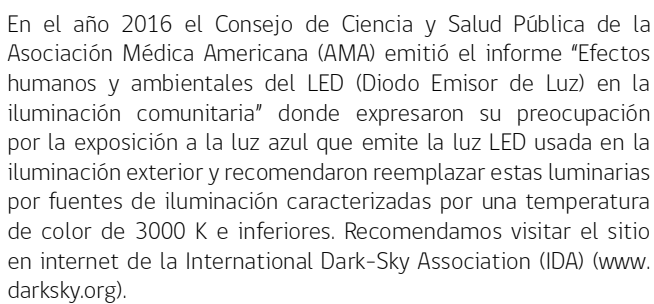 En el año 2016 el Consejo de Ciencia y Salud Pública de la
Asociación Médica Americana (AMA) emitió el informe “Efectos
humanos y ambientales del LED (Diodo Emisor de Luz) en la
iluminación comunitaria” donde expresaron su preocupación
por la exposición a la luz azul que emite la luz LED usada en la
iluminación exterior y recomendaron reemplazar estas luminarias
por fuentes de iluminación caracterizadas por una temperatura
de color de 3000 K e inferiores. Recomendamos visitar el sitio
en internet de la International Dark-Sky Association (IDA) (www.
darksky.org).